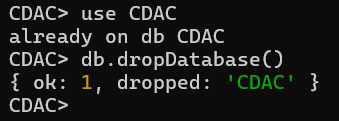 CDAC> use CDAC
already on db CDAC
CDAC> db.dropDatabase()
{ ok: 1, dropped: 'CDAC' }
CDAC>